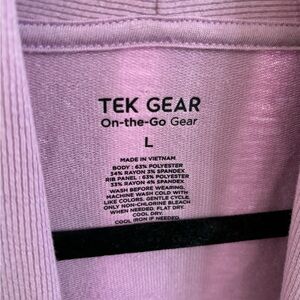 TEK GEAR
On-the-Go Gear
L
MADE IN VIETNAM
BODY : 63% POLYESTER
34% RAYON 3% SPANDEX
RIB PANEL : 63% POLYESTER
33% RAYON 4% SPANDEX
WASH BEFORE WEARING.
MACHINE WASH COLD WITH
LIKE COLORS. GENTLE CYCLE.
ONLY NON-CHLORINE BLEACH
WHEN NEEDED. FLAT DRY.
COOL DRY.
COOL IRON IF NEEDED.